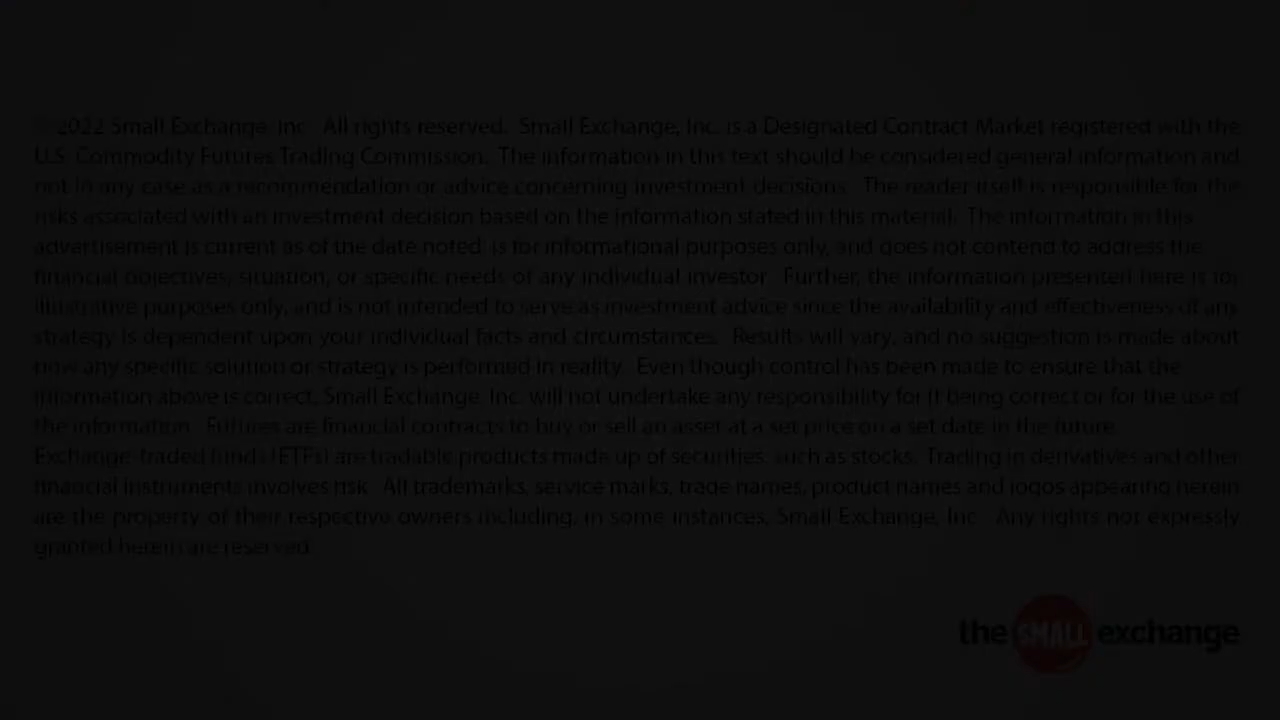 © 2022 Small Exchange, Inc. All rights reserved. Small Exchange, Inc. is a Designated Contract Market registered with the
U.S. Commodity Futures Trading Commission. The information in this text should be considered general information and
not in any case as a recommendation or advice concerning investment decisions. The reader itself is responsible for the
risks associated with an investment decision based on the information stated in this material. The information in this
advertisement is current as of the date noted, is for informational purposes only, and does not contend to address the
financial objectives, situation, or specific needs of any individual investor. Further, the information presented here is for
illustrative purposes only, and is not intended to serve as investment advice since the availability and effectiveness of any
strategy is dependent upon your individual facts and circumstances. Results will vary, and no suggestion is made about
how any specific solution or strategy is performed in reality. Even though control has been made to ensure that the
information above is correct, Small Exchange, Inc. will not undertake any responsibility for it being correct or for the use of
the information. Futures are financial contracts to buy or sell an asset at a set price on a set date in the future.
Exchange-traded funds (ETFs) are tradable products made up of securities, such as stocks. Trading in derivatives and other
financial instruments involves risk. All trademarks, service marks, trade names, product names and logos appearing herein
are the property of their respective owners including, in some instances, Small Exchange, Inc. Any rights not expressly
granted herein are reserved.
the SMALL exchange